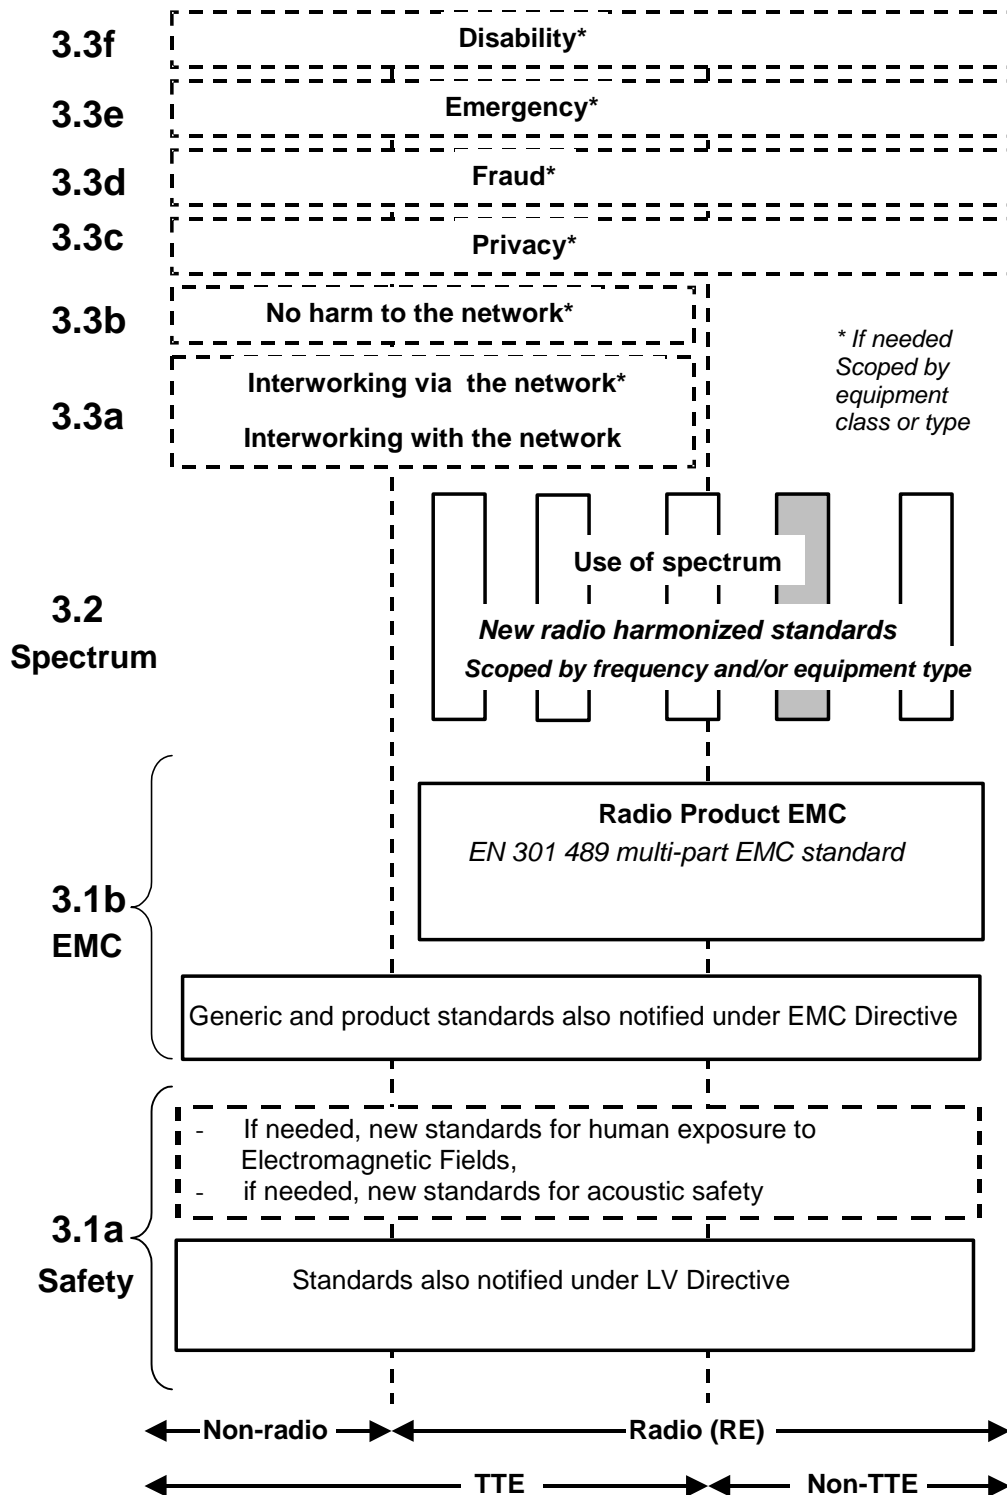 3.3f
Disability*
3.3e
Emergency*
3.3d
Fraud*
3.3c
Privacy*
3.3b
No harm to the network*
* If needed
Scoped by
equipment
class or type
3.3a
Interworking via the network*
Interworking with the network
3.2
Spectrum
Use of spectrum
New radio harmonized standards
Scoped by frequency and/or equipment type
3.1b
EMC
Radio Product EMC
EN 301 489 multi-part EMC standard
Generic and product standards also notified under EMC Directive
3.1a
Safety
- If needed, new standards for human exposure to
Electromagnetic Fields,
- if needed, new standards for acoustic safety
Standards also notified under LV Directive
Non-radio
Radio (RE)
TTE
Non-TTE